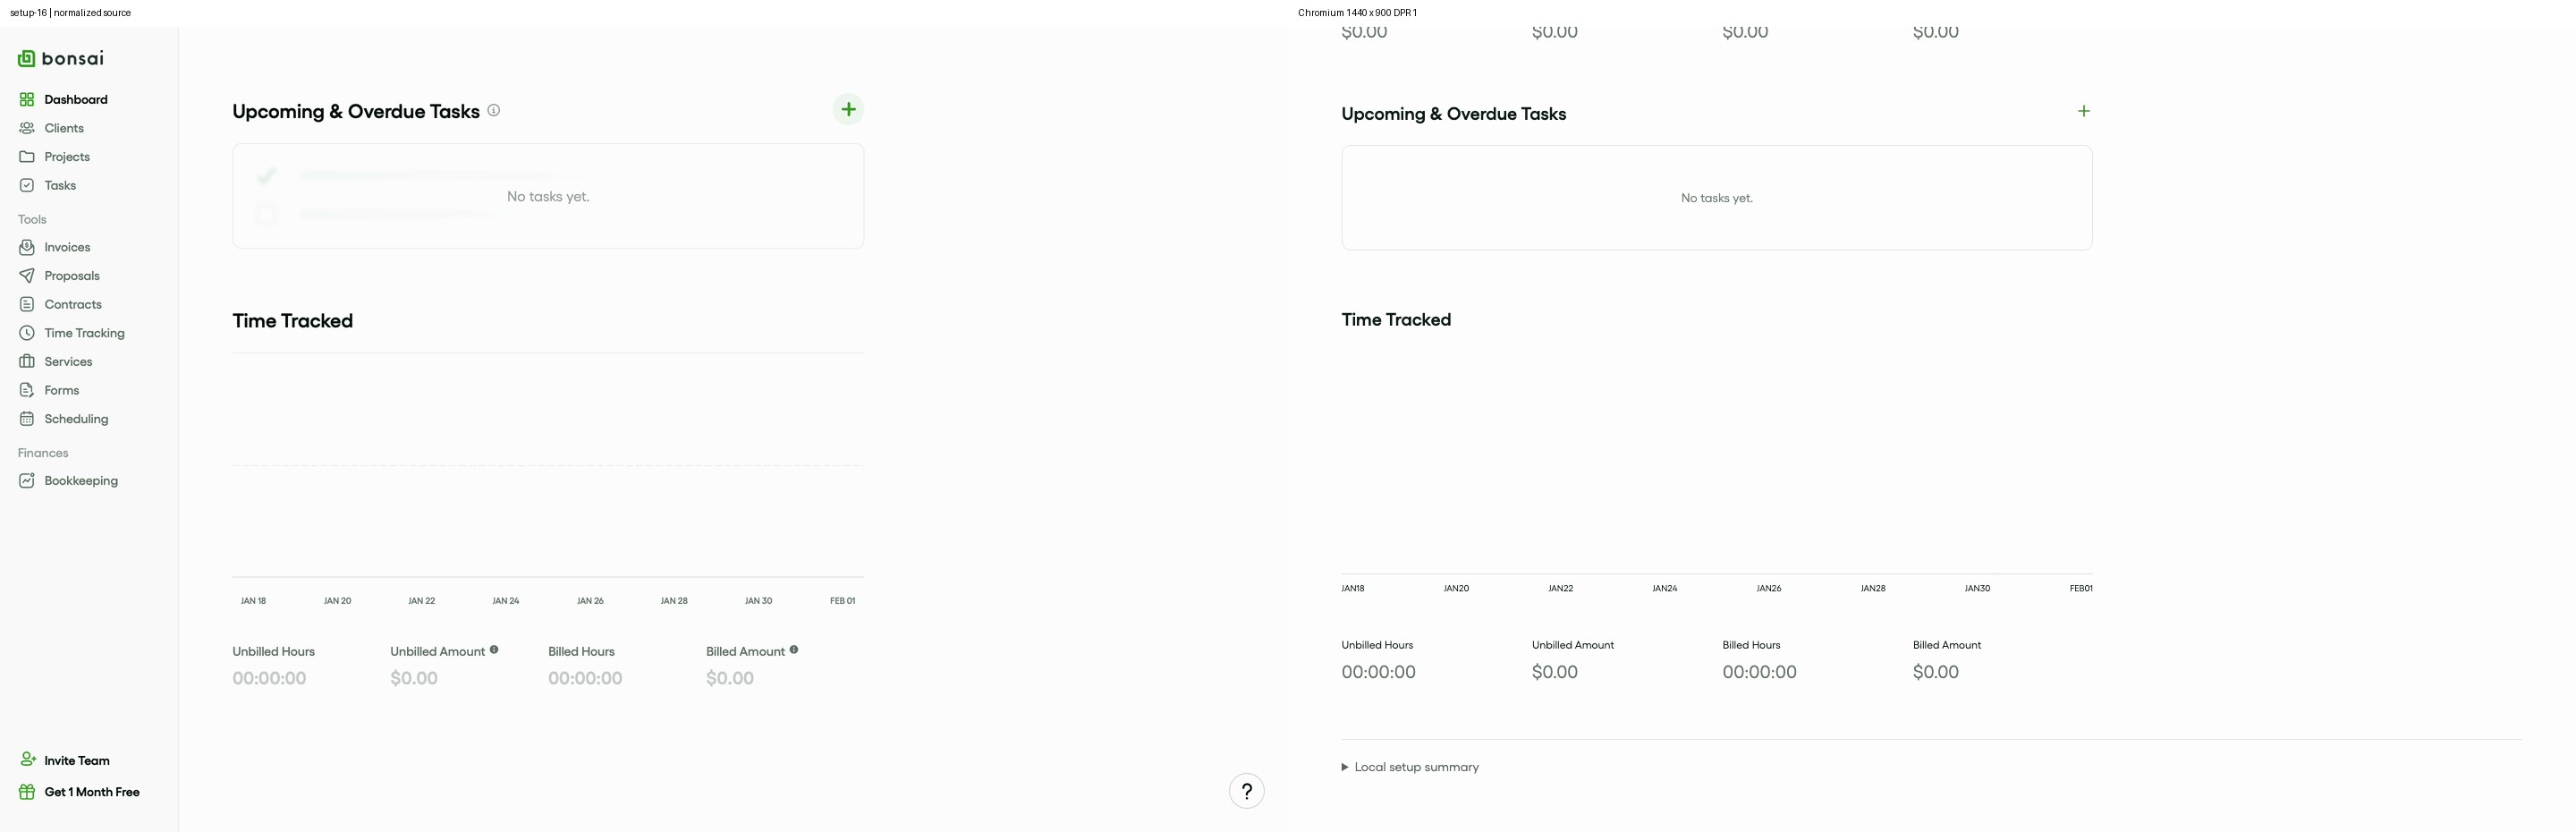 setup-16 | normalized source
Chromium 1440 x 900 DPR 1
bonsai
Dashboard
Clients
Projects
Tasks
Tools
Invoices
Proposals
Contracts
Time Tracking
Services
Forms
Scheduling
Finances
Bookkeeping
Invite Team
Get 1 Month Free
Upcoming & Overdue Tasks
No tasks yet.
Time Tracked
JAN 18 JAN 20 JAN 22 JAN 24 JAN 26 JAN 28 JAN 30 FEB 01
Unbilled Hours Unbilled Amount Billed Hours Billed Amount
00:00:00 $0.00 00:00:00 $0.00
?
$0.00 $0.00 $0.00 $0.00
Upcoming & Overdue Tasks
No tasks yet.
Time Tracked
JAN18 JAN20 JAN22 JAN24 JAN26 JAN28 JAN30 FEB01
Unbilled Hours Unbilled Amount Billed Hours Billed Amount
00:00:00 $0.00 00:00:00 $0.00
Local setup summary